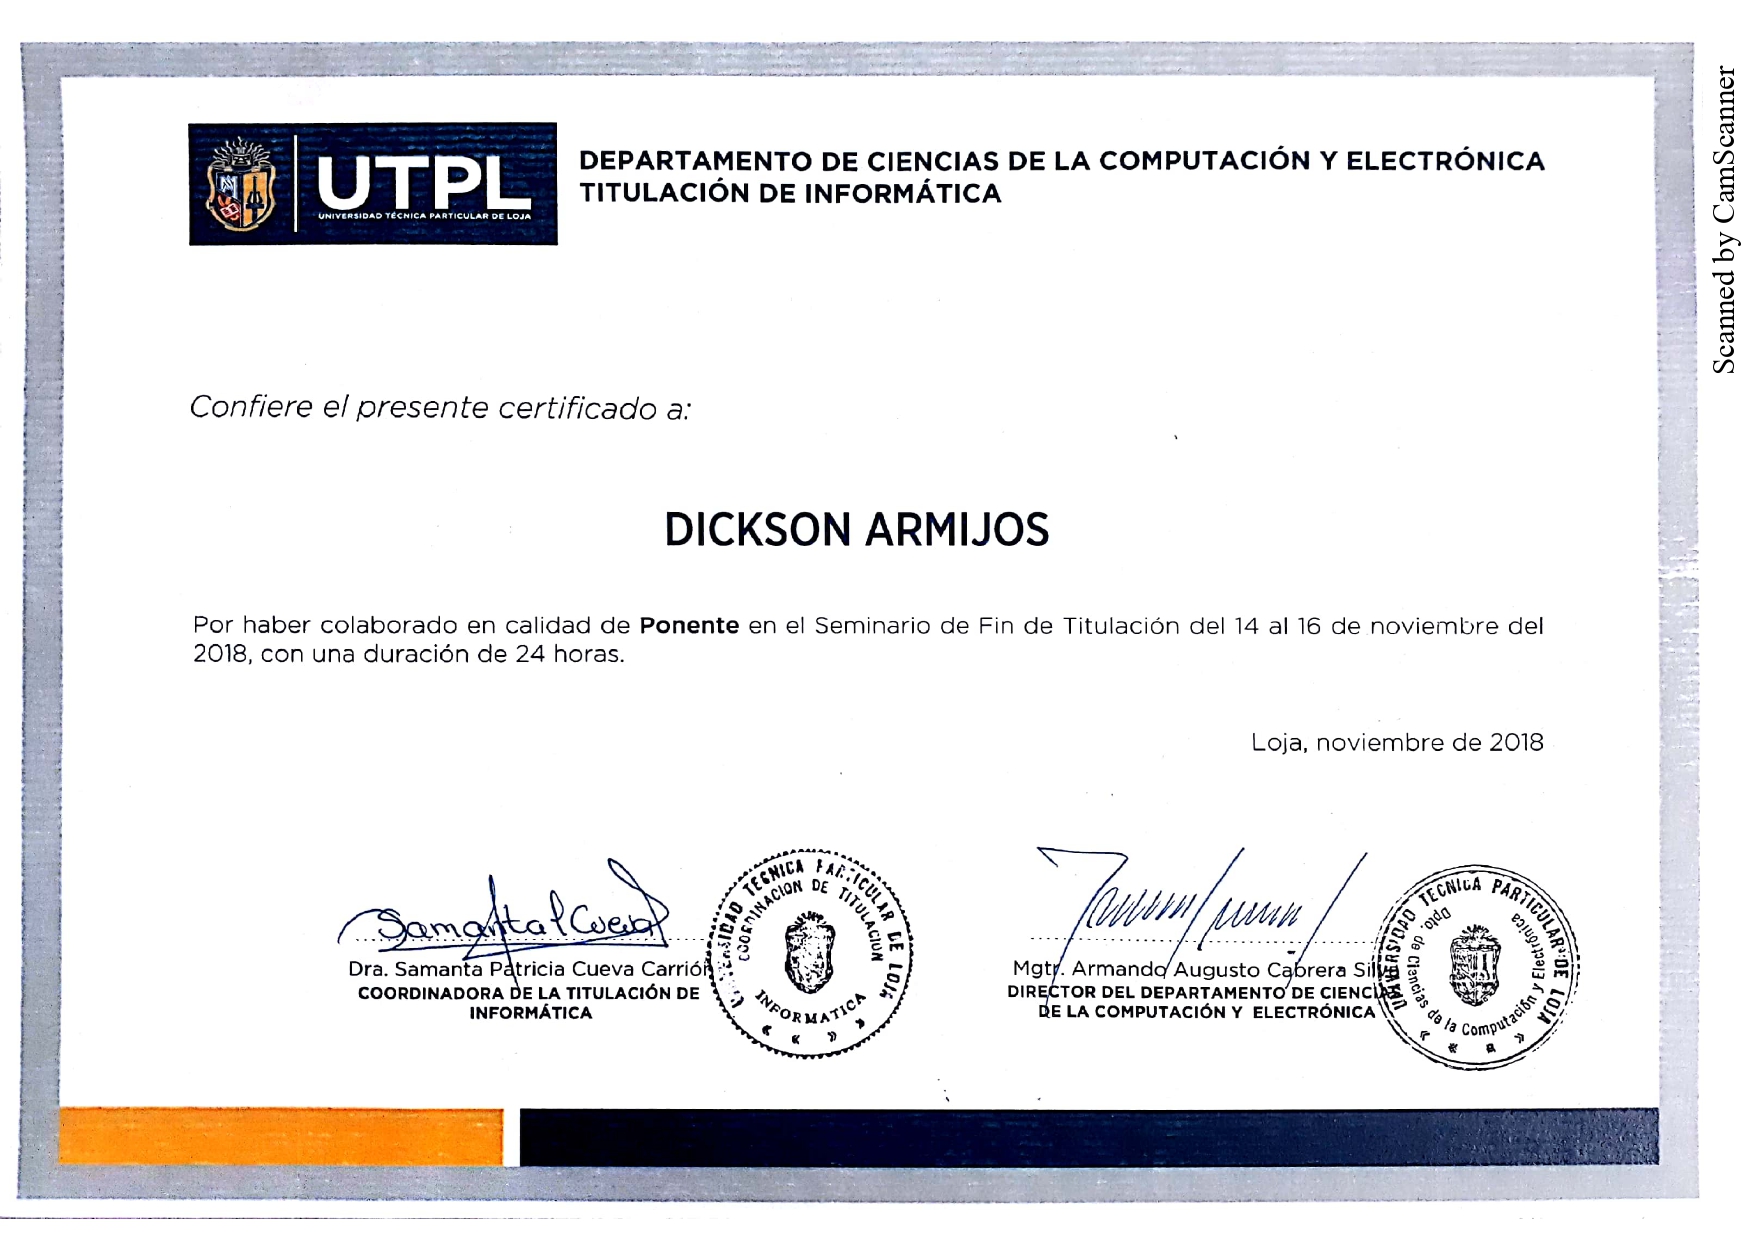 UTPL
UNIVERSIDAD TÉCNICA PARTICULAR DE LOJA
DEPARTAMENTO DE CIENCIAS DE LA COMPUTACIÓN Y ELECTRÓNICA
TITULACIÓN DE INFORMÁTICA
Confiere el presente certificado a:
DICKSON ARMIJOS
Por haber colaborado en calidad de Ponente en el Seminario de Fin de Titulación del 14 al 16 de noviembre del
2018, con una duración de 24 horas.
Loja, noviembre de 2018
Samanta P Cueva
Dra. Samanta Patricia Cueva Carrión
COORDINADORA DE LA TITULACIÓN DE
INFORMÁTICA
UNIVERSIDAD TECNICA PARTICULAR DE LOJA
COORDINACION DE TITULACION
INFORMATICA
Mgtr. Armando Augusto Cabrera Silva
DIRECTOR DEL DEPARTAMENTO DE CIENCIAS
DE LA COMPUTACIÓN Y ELECTRÓNICA
UNIVERSIDAD TECNICA PARTICULAR DE LOJA
Dpto. de Ciencias de la Computación y Electrónica
Scanned by CamScanner